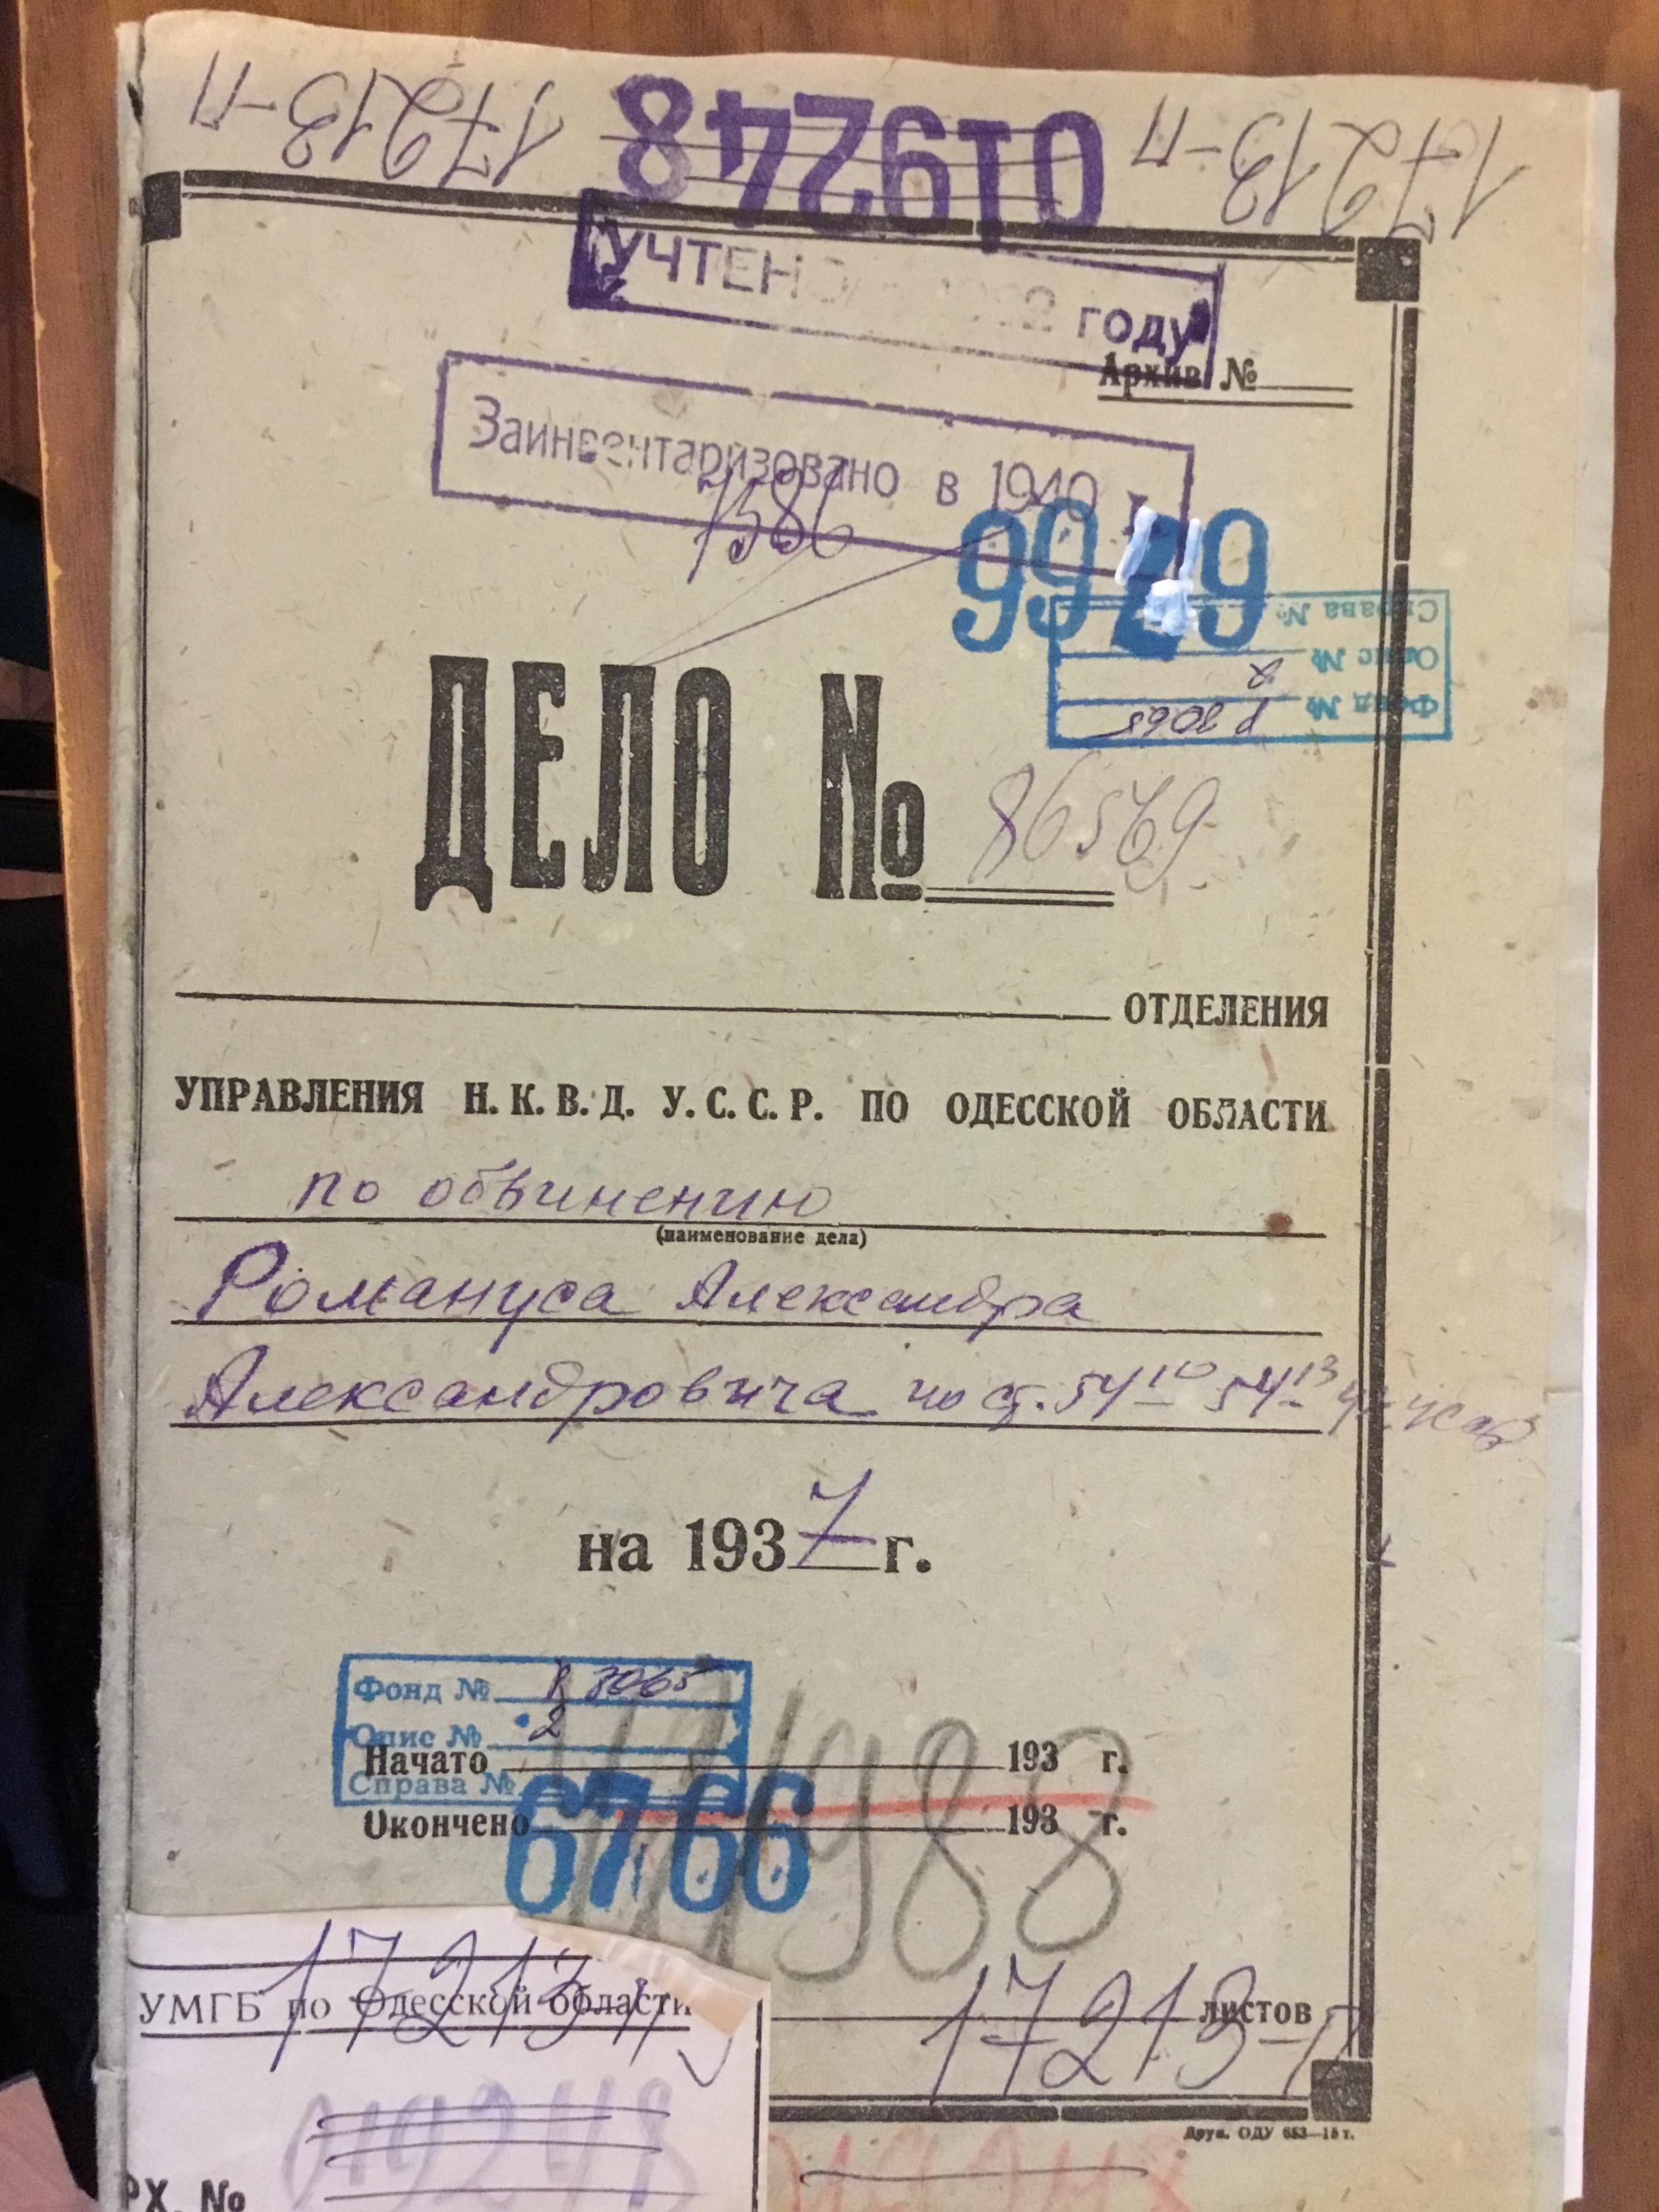 17213-п 019248 17213-п
УЧТЕНО году
Архив №
Заинвентаризовано в 1940 г.
7586
9929
Справа №
Опис № 2
Фонд № Р 8065
ДЕЛО № 86569
ОТДЕЛЕНИЯ
УПРАВЛЕНИЯ Н. К. В. Д. У. С. С. Р. ПО ОДЕССКОЙ ОБЛАСТИ
по обвинению
(наименование дела)
Романуса Александра
Александровича по ст. 54 10 54 13
на 1937 г.
Фонд № Р 8065
Опис № 2
Справа № 6766
Начато 193 г.
Окончено 193 г.
17213-п
УМГБ по Одесской области
листов
17213-п
019248
РХ. №
Друк. ОДУ 653—15 т.